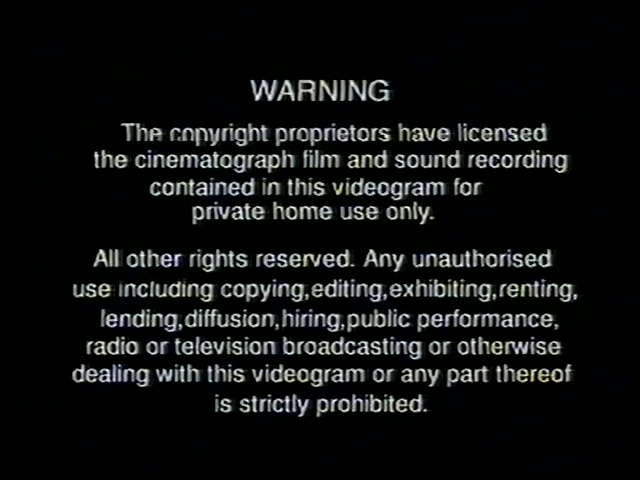 WARNING
The copyright proprietors have licensed
the cinematograph film and sound recording
contained in this videogram for
private home use only.
All other rights reserved. Any unauthorised
use including copying,editing,exhibiting,renting,
lending,diffusion,hiring,public performance,
radio or television broadcasting or otherwise
dealing with this videogram or any part thereof
is strictly prohibited.